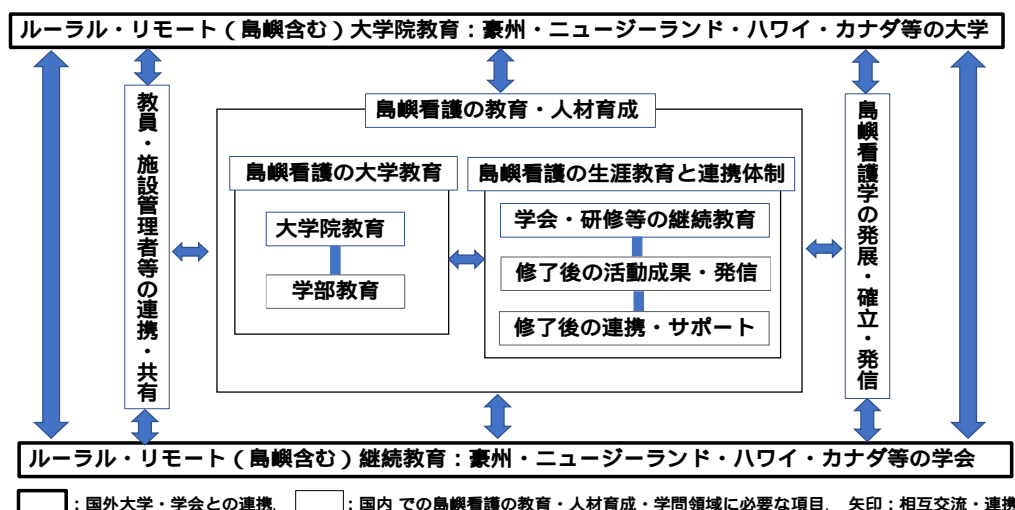 ルーラル・リモート(島嶼含む)大学院教育:豪州・ニュージーランド・ハワイ・カナダ等の大学
教員・施設管理者等の連携・共有
島嶼看護の教育・人材育成
島嶼看護の大学教育
大学院教育
学部教育
島嶼看護の生涯教育と連携体制
学会・研修等の継続教育
修了後の活動成果・発信
修了後の連携・サポート
島嶼看護学の発展・確立・発信
ルーラル・リモート(島嶼含む)継続教育:豪州・ニュージーランド・ハワイ・カナダ等の学会
:国外大学・学会との連携, :国内での島嶼看護の教育・人材育成・学問領域に必要な項目, 矢印:相互交流・連携